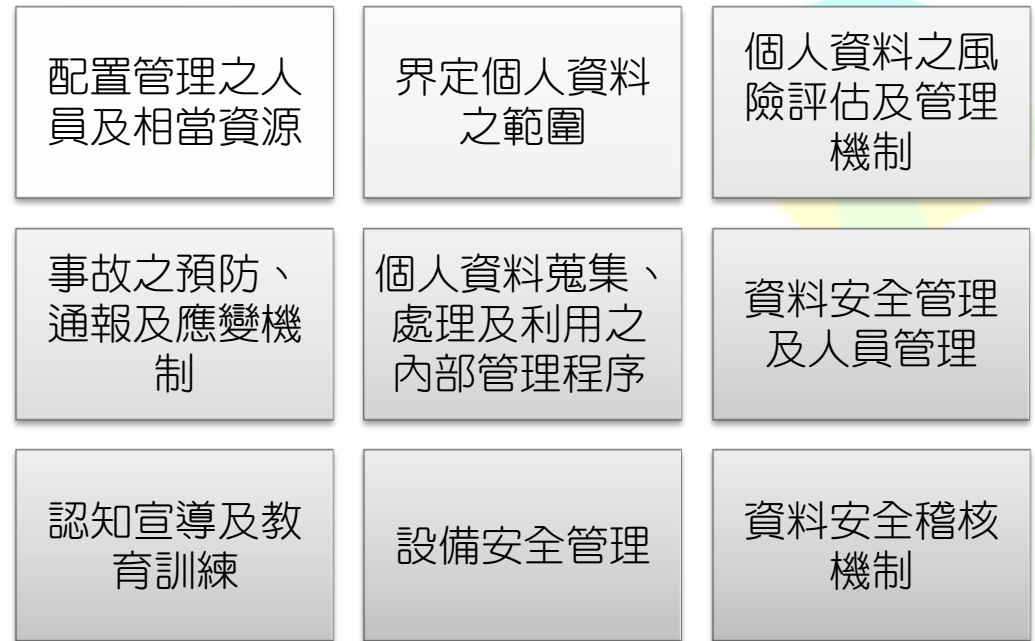 配置管理之人
員及相當資源
界定個人資料
之範圍
個人資料之風
險評估及管理
機制
事故之預防、
通報及應變機
制
個人資料蒐集、
處理及利用之
內部管理程序
資料安全管理
及人員管理
認知宣導及教
育訓練
設備安全管理
資料安全稽核
機制